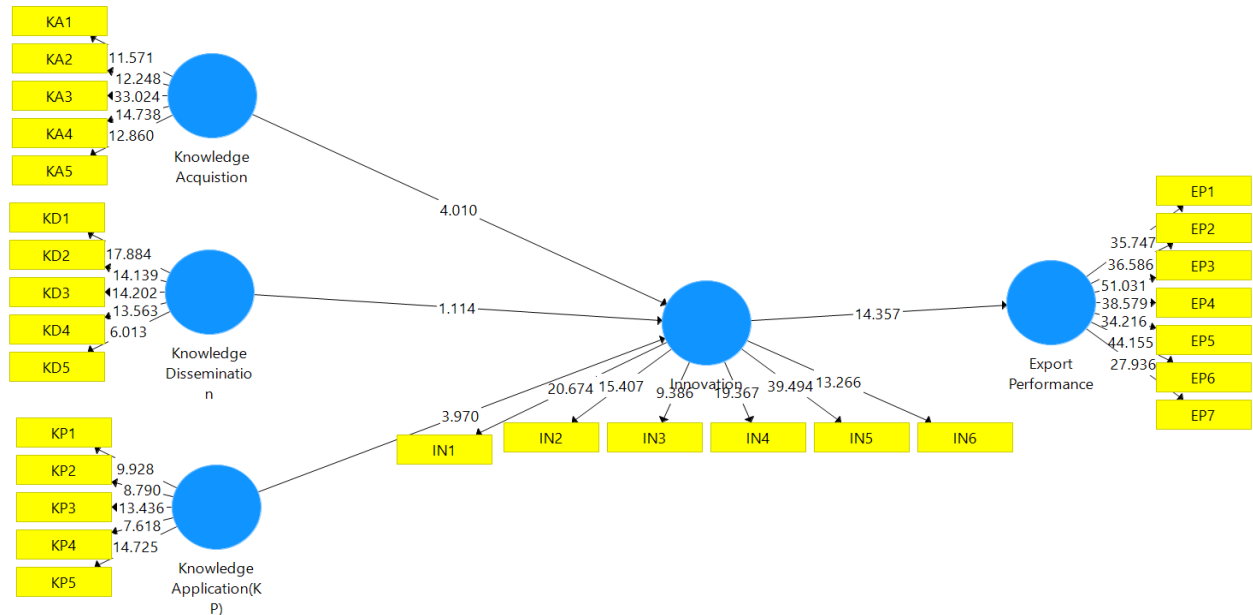 KA1
KA2
KA3
KA4
KA5
11.571
12.248
33.024
14.738
12.860
Knowledge
Acquistion
KD1
KD2
KD3
KD4
KD5
17.884
14.139
14.202
13.563
6.013
Knowledge
Disseminatio
n
KP1
KP2
KP3
KP4
KP5
9.928
8.790
13.436
7.618
14.725
Knowledge
Application(K
P)
4.010
1.114
3.970
Innovation
20.674
15.407
9.386
19.367
39.494
13.266
IN1
IN2
IN3
IN4
IN5
IN6
14.357
Export
Performance
35.747
36.586
51.031
38.579
34.216
44.155
27.936
EP1
EP2
EP3
EP4
EP5
EP6
EP7